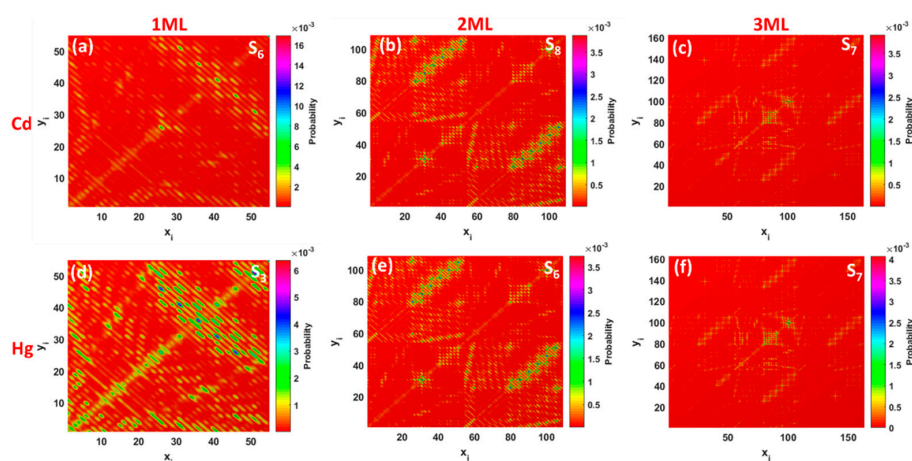 1ML 2ML 3ML
Cd
(a) S6
×10-3
16
14
12
10
8
6
4
2
Probability
50
40
30
20
10
yi
10 20 30 40 50
xi
(b) S8
×10-3
3.5
3
2.5
2
1.5
1
0.5
Probability
100
80
60
40
20
yi
20 40 60 80 100
xi
(c) S7
×10-3
3.5
3
2.5
2
1.5
1
0.5
Probability
160
140
120
100
80
60
40
20
yi
50 100 150
xi
Hg
(d) S3
×10-3
6
5
4
3
2
1
Probability
50
40
30
20
10
yi
10 20 30 40 50
x.
(e) S6
×10-3
3.5
3
2.5
2
1.5
1
0.5
Probability
100
80
60
40
20
yi
20 40 60 80 100
xi
(f) S7
×10-3
4
3.5
3
2.5
2
1.5
1
0.5
0
Probability
160
140
120
100
80
60
40
20
yi
50 100 150
xi